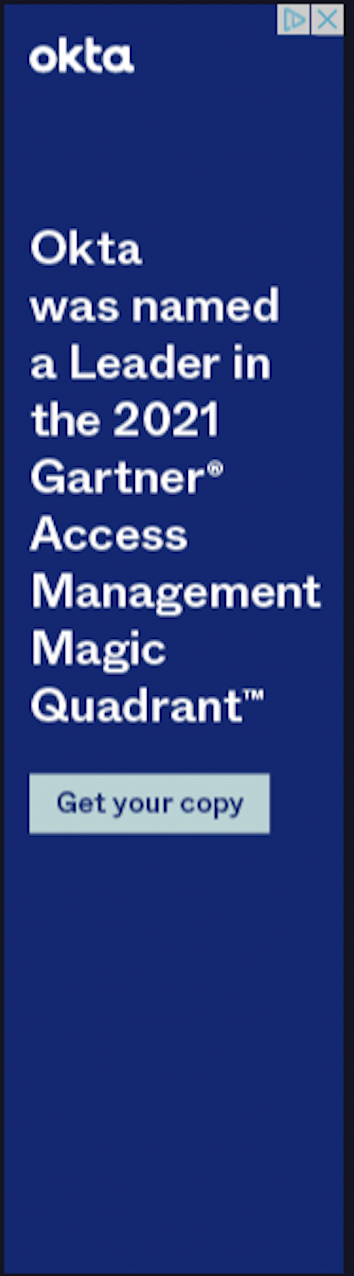 okta
Okta
was named
a Leader in
the 2021
Gartner®
Access
Management
Magic
Quadrant™
Get your copy